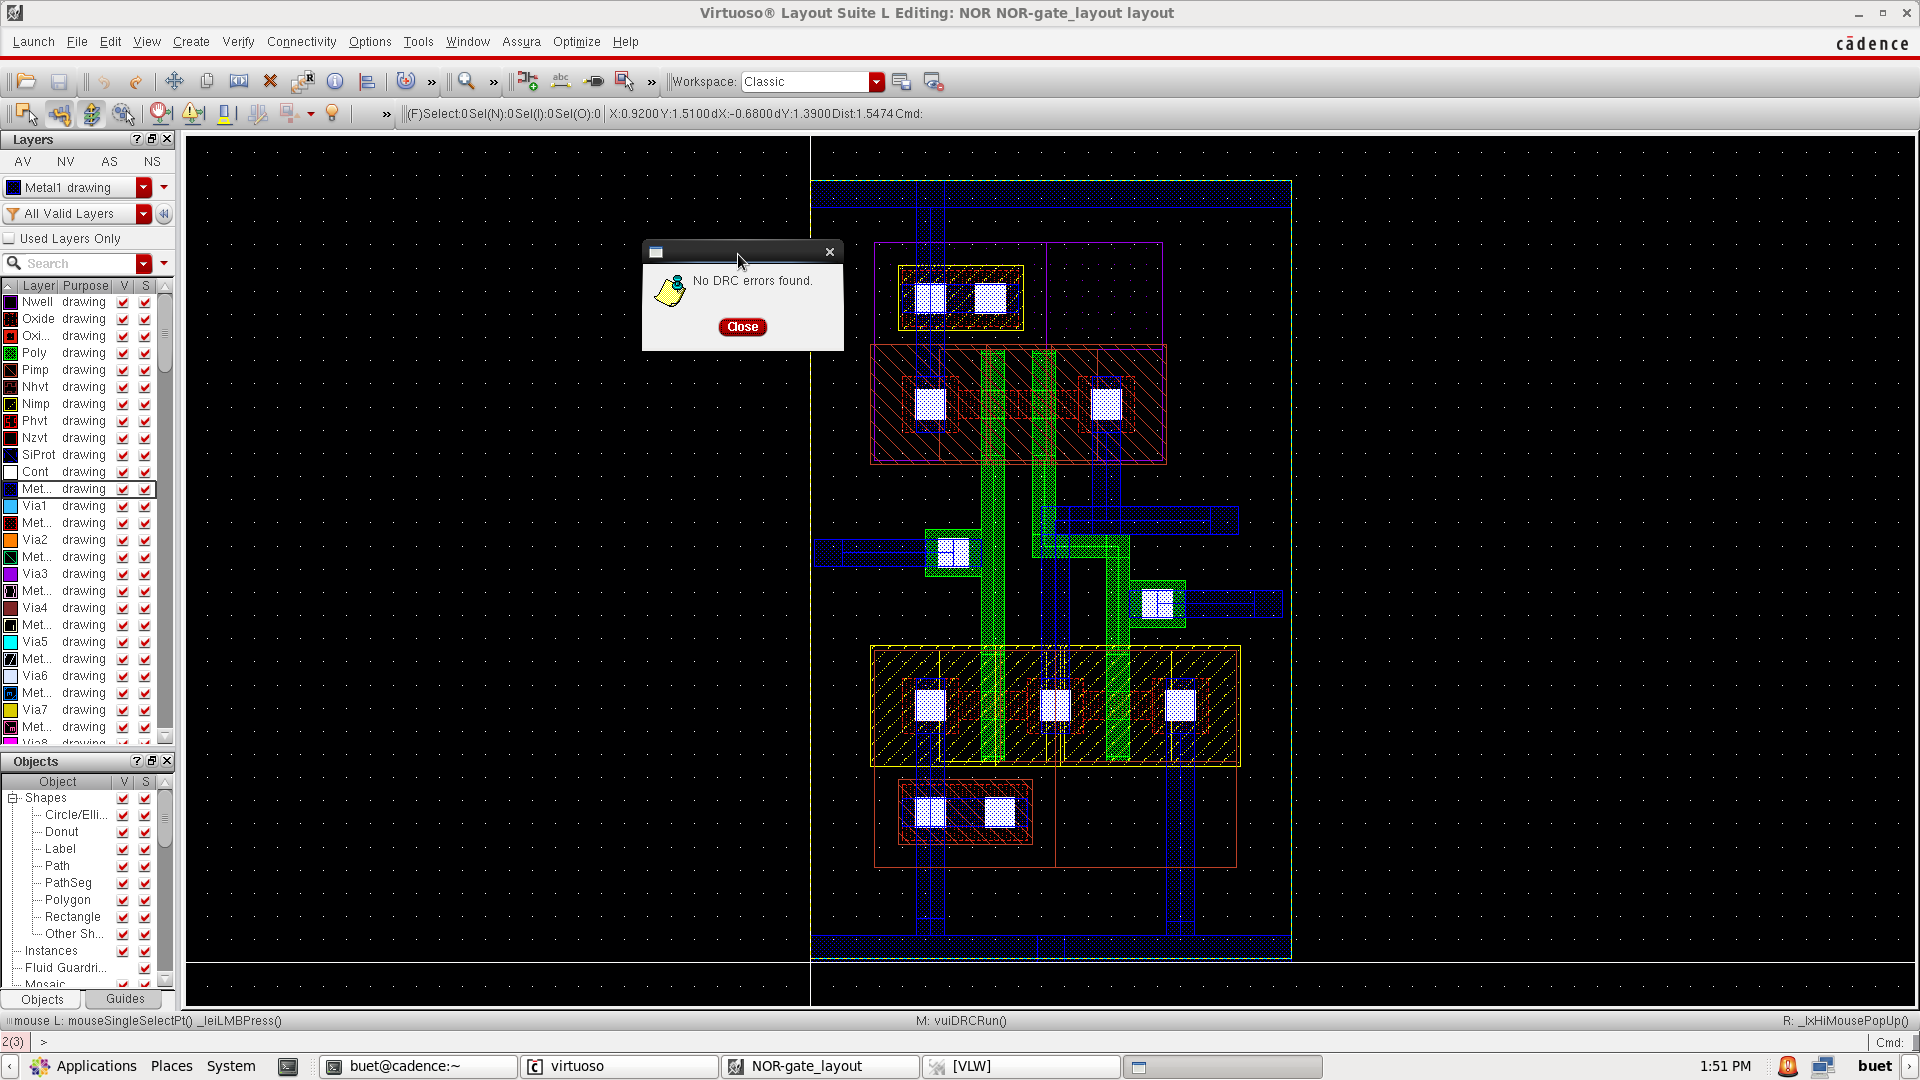 Virtuoso® Layout Suite L Editing: NOR NOR-gate_layout layout
Launch File Edit View Create Verify Connectivity Options Tools Window Assura Optimize Help
cādence
R » » abc » Workspace: Classic
» (F)Select:0 Sel(N):0 Sel(I):0 Sel(O):0 X:0.9200 Y:1.5100 dX:-0.6800 dY:1.3900 Dist:1.5474 Cmd:
Layers
AV NV AS NS
Metal1 drawing
All Valid Layers
Used Layers Only
Search
Layer Purpose V S
Nwell drawing
Oxide drawing
Oxi... drawing
Poly drawing
Pimp drawing
Nhvt drawing
Nimp drawing
Phvt drawing
Nzvt drawing
SiProt drawing
Cont drawing
Met... drawing
Via1 drawing
Met... drawing
Via2 drawing
Met... drawing
Via3 drawing
Met... drawing
Via4 drawing
Met... drawing
Via5 drawing
Met... drawing
Via6 drawing
Met... drawing
Via7 drawing
Met... drawing
Via8 drawing
No DRC errors found.
Close
Objects
Object V S
Shapes
Circle/Elli...
Donut
Label
Path
PathSeg
Polygon
Rectangle
Other Sh...
Instances
Fluid Guardri...
Mosaic
Objects Guides
mouse L: mouseSingleSelectPt() _leiLMBPress() M: vuiDRCRun() R: _lxHiMousePopUp()
2(3) > Cmd:
Applications Places System buet@cadence:~ virtuoso NOR-gate_layout [VLW] 1:51 PM buet